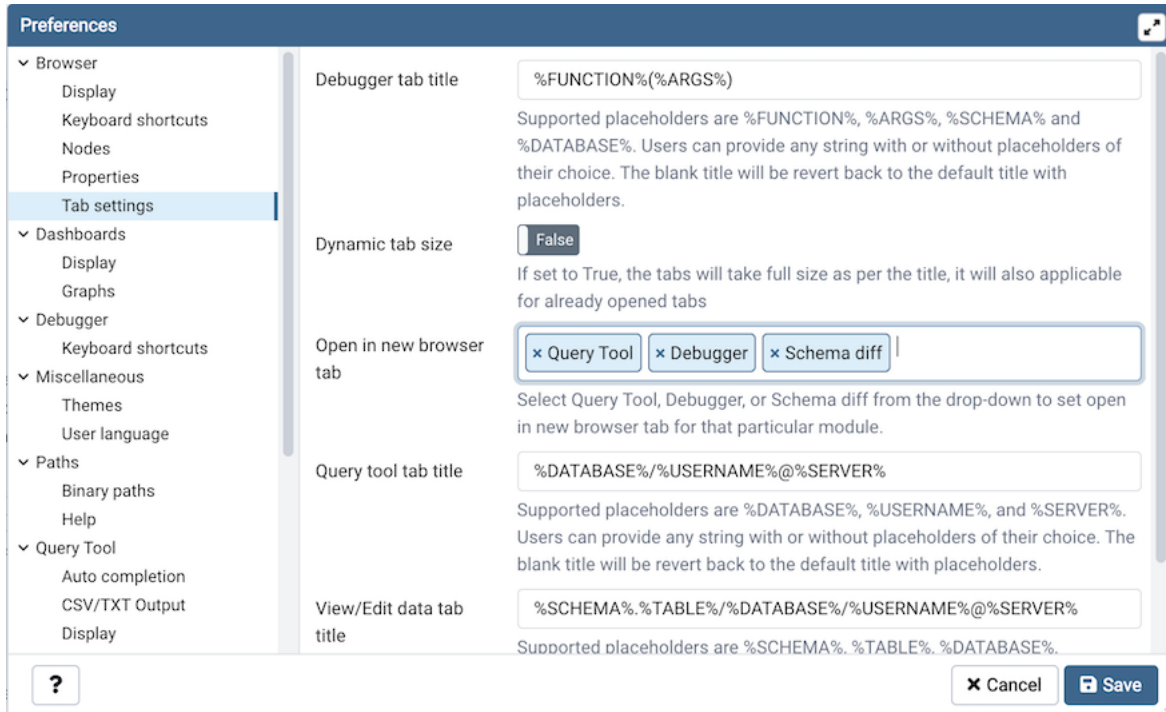 Preferences
Browser
Display
Keyboard shortcuts
Nodes
Properties
Tab settings
Dashboards
Display
Graphs
Debugger
Keyboard shortcuts
Miscellaneous
Themes
User language
Paths
Binary paths
Help
Query Tool
Auto completion
CSV/TXT Output
Display
Debugger tab title
%FUNCTION%(%ARGS%)
Supported placeholders are %FUNCTION%, %ARGS%, %SCHEMA% and
%DATABASE%. Users can provide any string with or without placeholders of
their choice. The blank title will be revert back to the default title with
placeholders.
Dynamic tab size
False
If set to True, the tabs will take full size as per the title, it will also applicable
for already opened tabs
Open in new browser
tab
× Query Tool × Debugger × Schema diff
Select Query Tool, Debugger, or Schema diff from the drop-down to set open
in new browser tab for that particular module.
Query tool tab title
%DATABASE%/%USERNAME%@%SERVER%
Supported placeholders are %DATABASE%, %USERNAME%, and %SERVER%.
Users can provide any string with or without placeholders of their choice. The
blank title will be revert back to the default title with placeholders.
View/Edit data tab
title
%SCHEMA%.%TABLE%/%DATABASE%/%USERNAME%@%SERVER%
Supported placeholders are %SCHEMA%, %TABLE%, %DATABASE%,
?
× Cancel
Save